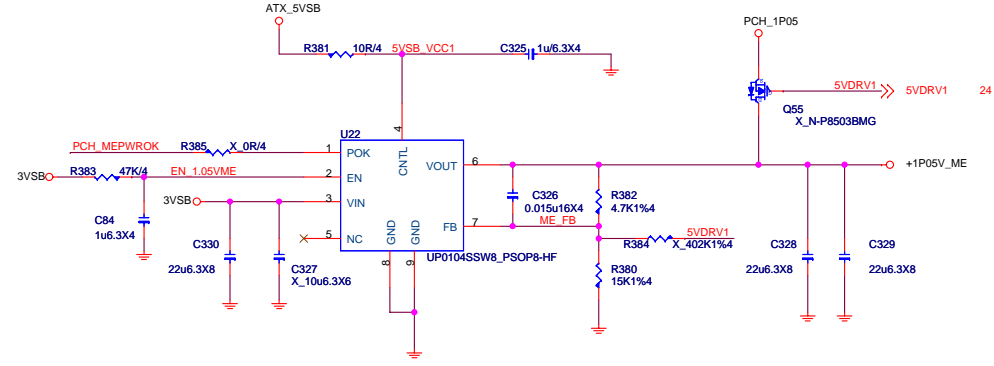 ATX_5VSB
R381 10R/4 5VSB_VCC1 C325 1u/6.3X4
PCH_1P05
5VDRV1 5VDRV1 24
Q55
X_N-P8503BMG
U22
PCH_MEPWROK R385 X_0R/4 1 POK
4 CNTL
VOUT 6 +1P05V_ME
3VSB R383 47K/4 EN_1.05VME 2 EN
3VSB 3 VIN
C326
0.015u16X4
R382
4.7K1%4
C84
1u6.3X4
5 NC
GND GND
FB 7 ME_FB
5VDRV1
R384 X_402K1%4
C330
22u6.3X8
C327
X_10u6.3X6
8 9
UP0104SSW8_PSOP8-HF
R380
15K1%4
C328
22u6.3X8
C329
22u6.3X8